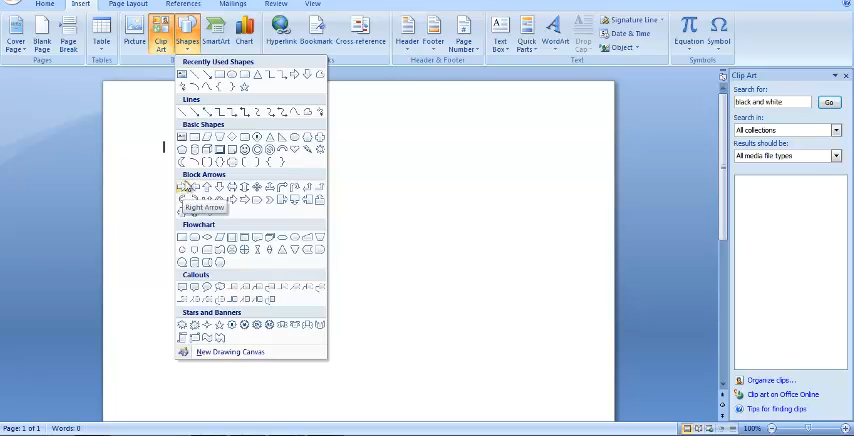 Home Insert Page Layout References Mailings Review View
Cover Page Blank Page Page Break Table Picture Clip Art Shapes SmartArt Chart Hyperlink Bookmark Cross-reference Header Footer Page Number Text Box Quick Parts WordArt Drop Cap Signature Line Date & Time Object Equation Symbol
Pages Header & Footer Text Symbols
Recently Used Shapes
Lines
Basic Shapes
Block Arrows
Right Arrow
Flowchart
Callouts
Stars and Banners
New Drawing Canvas
Clip Art
Search for:
black and white Go
Search in:
All collections
Results should be:
All media file types
Organize clips...
Clip art on Office Online
Tips for finding clips
Page: 1 of 1 Words: 0 100%